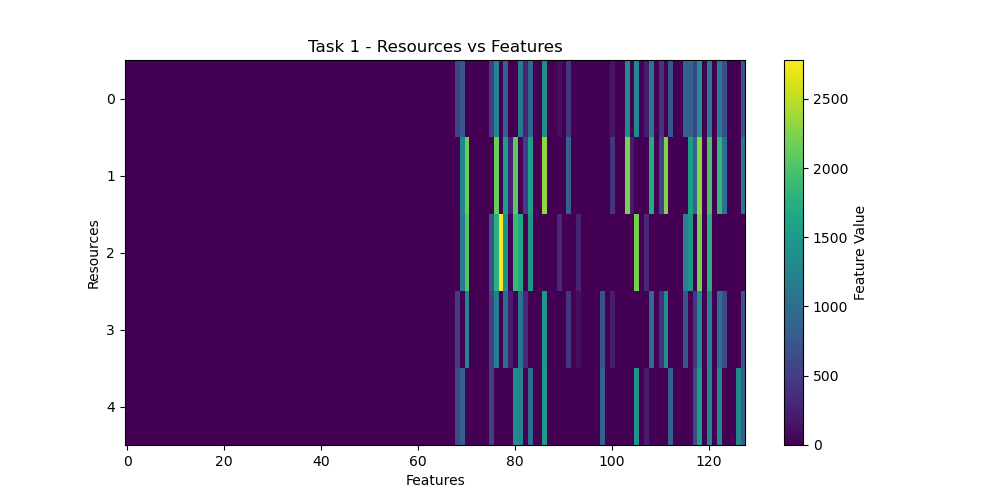 Task 1 - Resources vs Features
Resources
0
1
2
3
4
0 20 40 60 80 100 120
Features
2500
2000
1500
1000
500
0
Feature Value